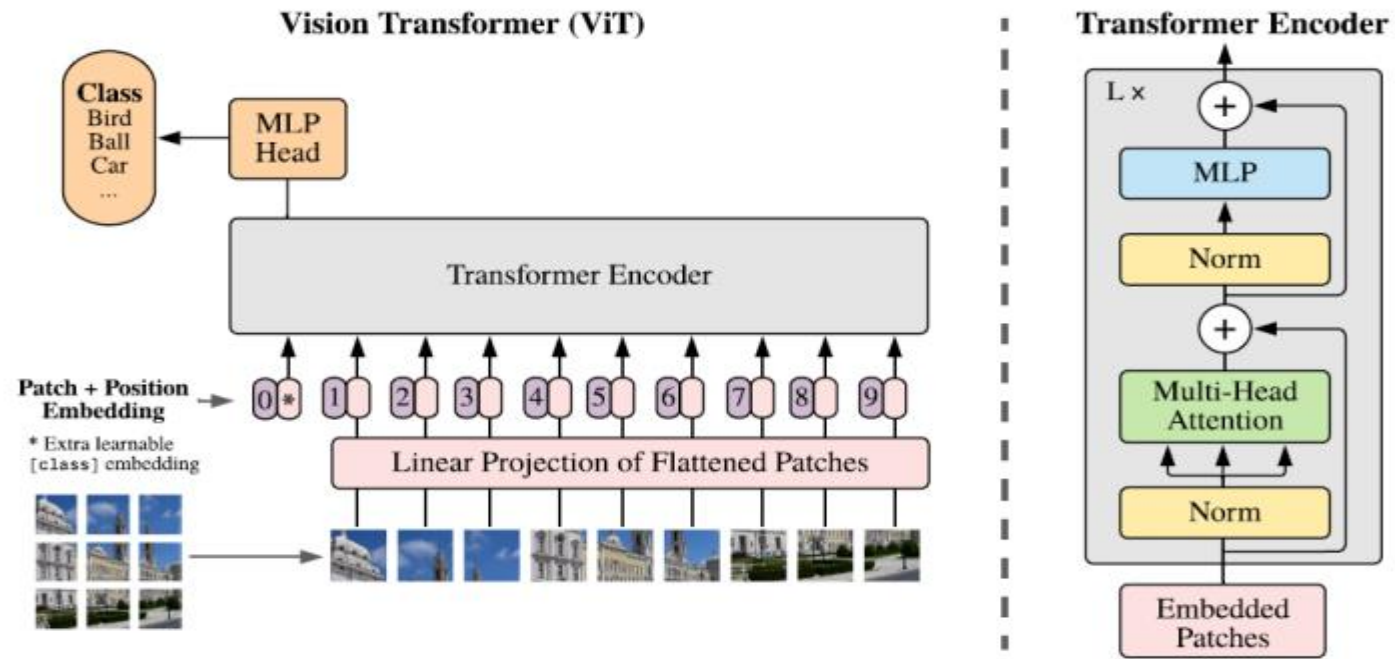 Vision Transformer (ViT)
Class
Bird
Ball
Car
...
MLP
Head
Transformer Encoder
Patch + Position
Embedding
0 * 1 2 3 4 5 6 7 8 9
* Extra learnable
[class] embedding
Linear Projection of Flattened Patches
Transformer Encoder
L ×
+
MLP
Norm
+
Multi-Head
Attention
Norm
Embedded
Patches